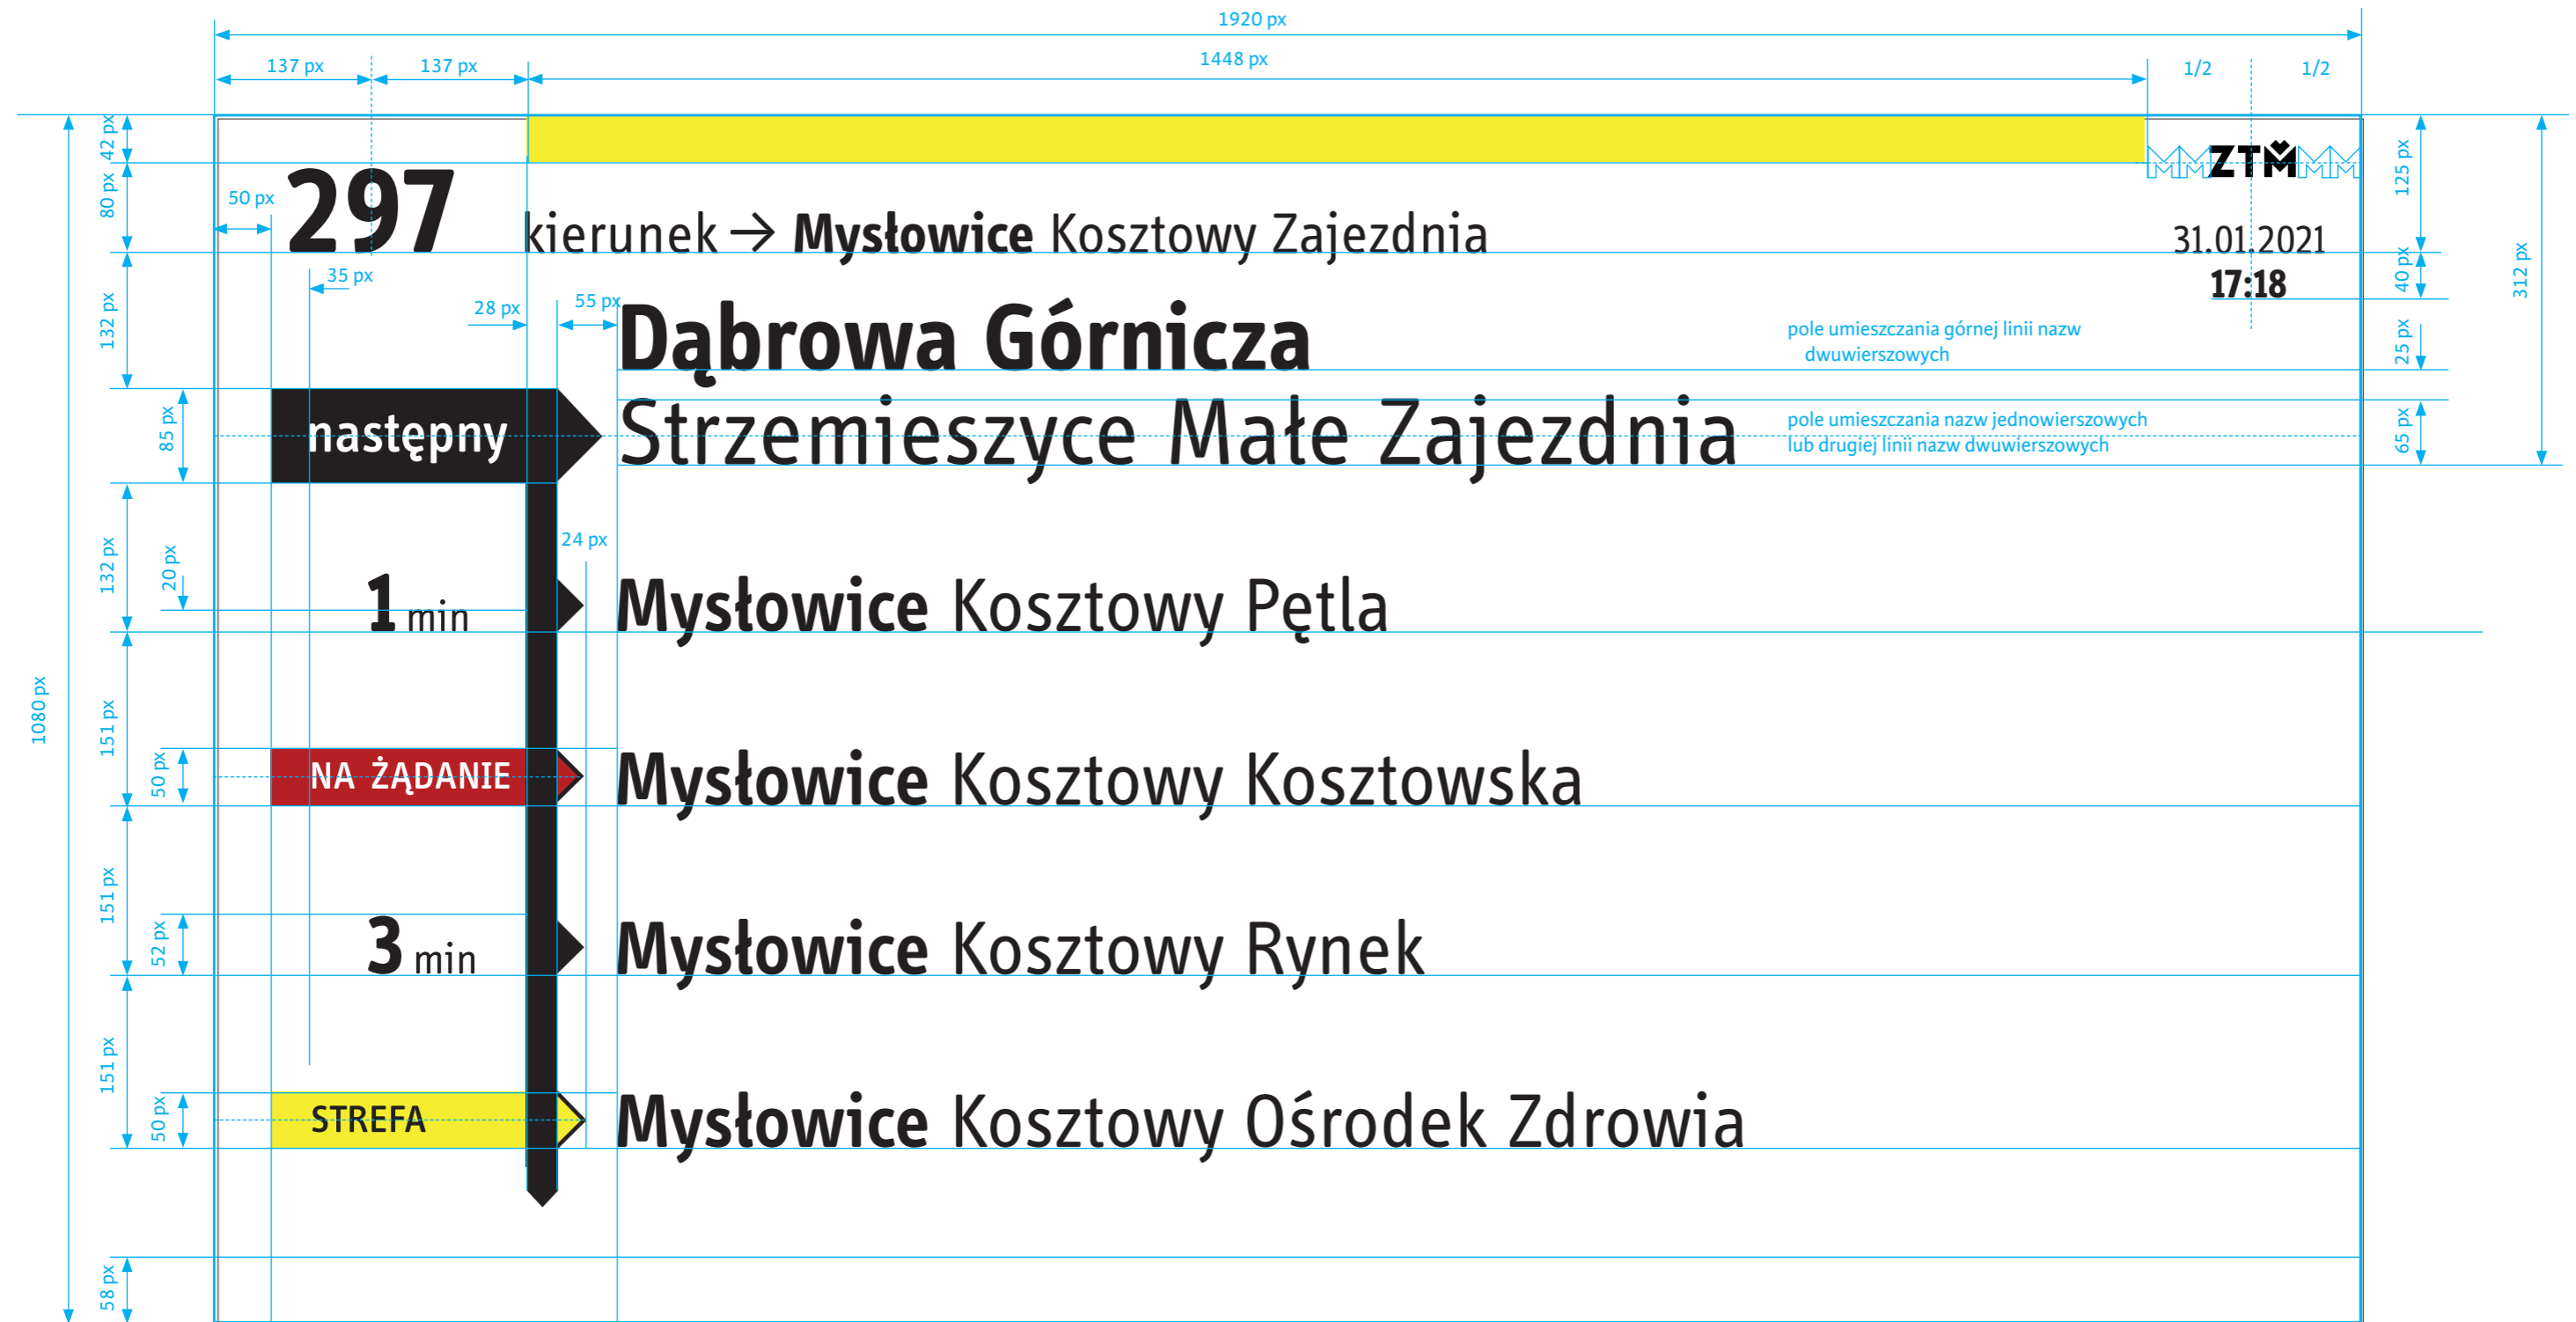 1920 px
137 px 137 px 1448 px 1/2 1/2
42 px
ZTM
80 px
125 px
50 px
297 kierunek → Mysłowice Kosztowy Zajezdnia 31.01.2021
35 px
17:18
40 px
312 px
132 px
28 px 55 px
Dąbrowa Górnicza
pole umieszczania górnej linii nazw
dwuwierszowych
25 px
następny Strzemieszyce Małe Zajezdnia
85 px
pole umieszczania nazw jednowierszowych
lub drugiej linii nazw dwuwierszowych
65 px
132 px
20 px
24 px
1 min Mysłowice Kosztowy Pętla
1080 px
151 px
50 px
NA ŻĄDANIE Mysłowice Kosztowy Kosztowska
151 px
52 px
3 min Mysłowice Kosztowy Rynek
151 px
50 px
STREFA Mysłowice Kosztowy Ośrodek Zdrowia
58 px